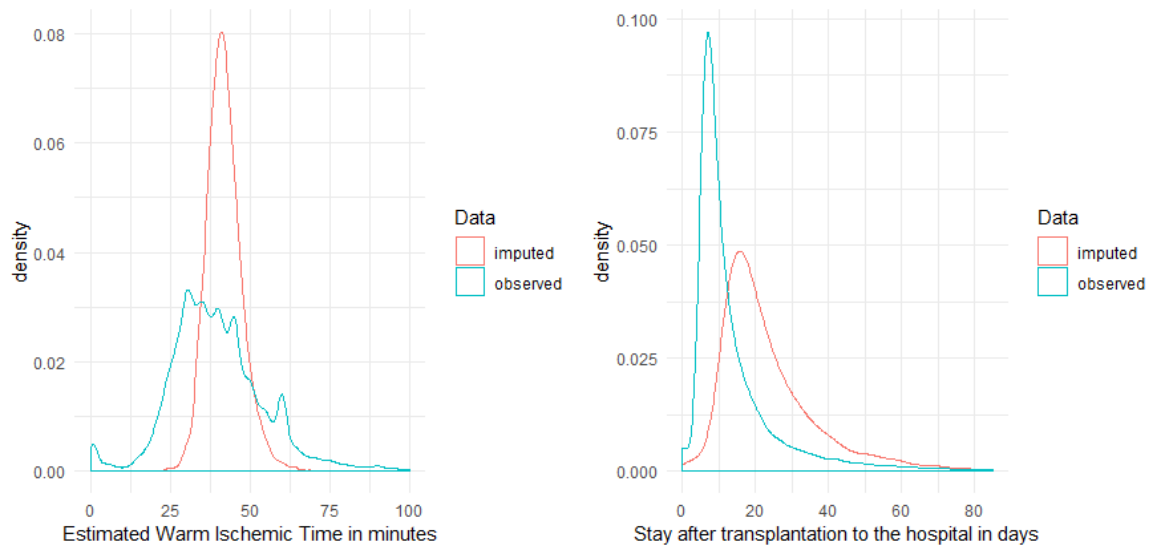 0.08
0.06
0.04
0.02
0.00
density
0
25
50
75
100
Estimated Warm Ischemic Time in minutes
Data
imputed
observed
0.100
0.075
0.050
0.025
0.000
density
0
20
40
60
80
Stay after transplantation to the hospital in days
Data
imputed
observed